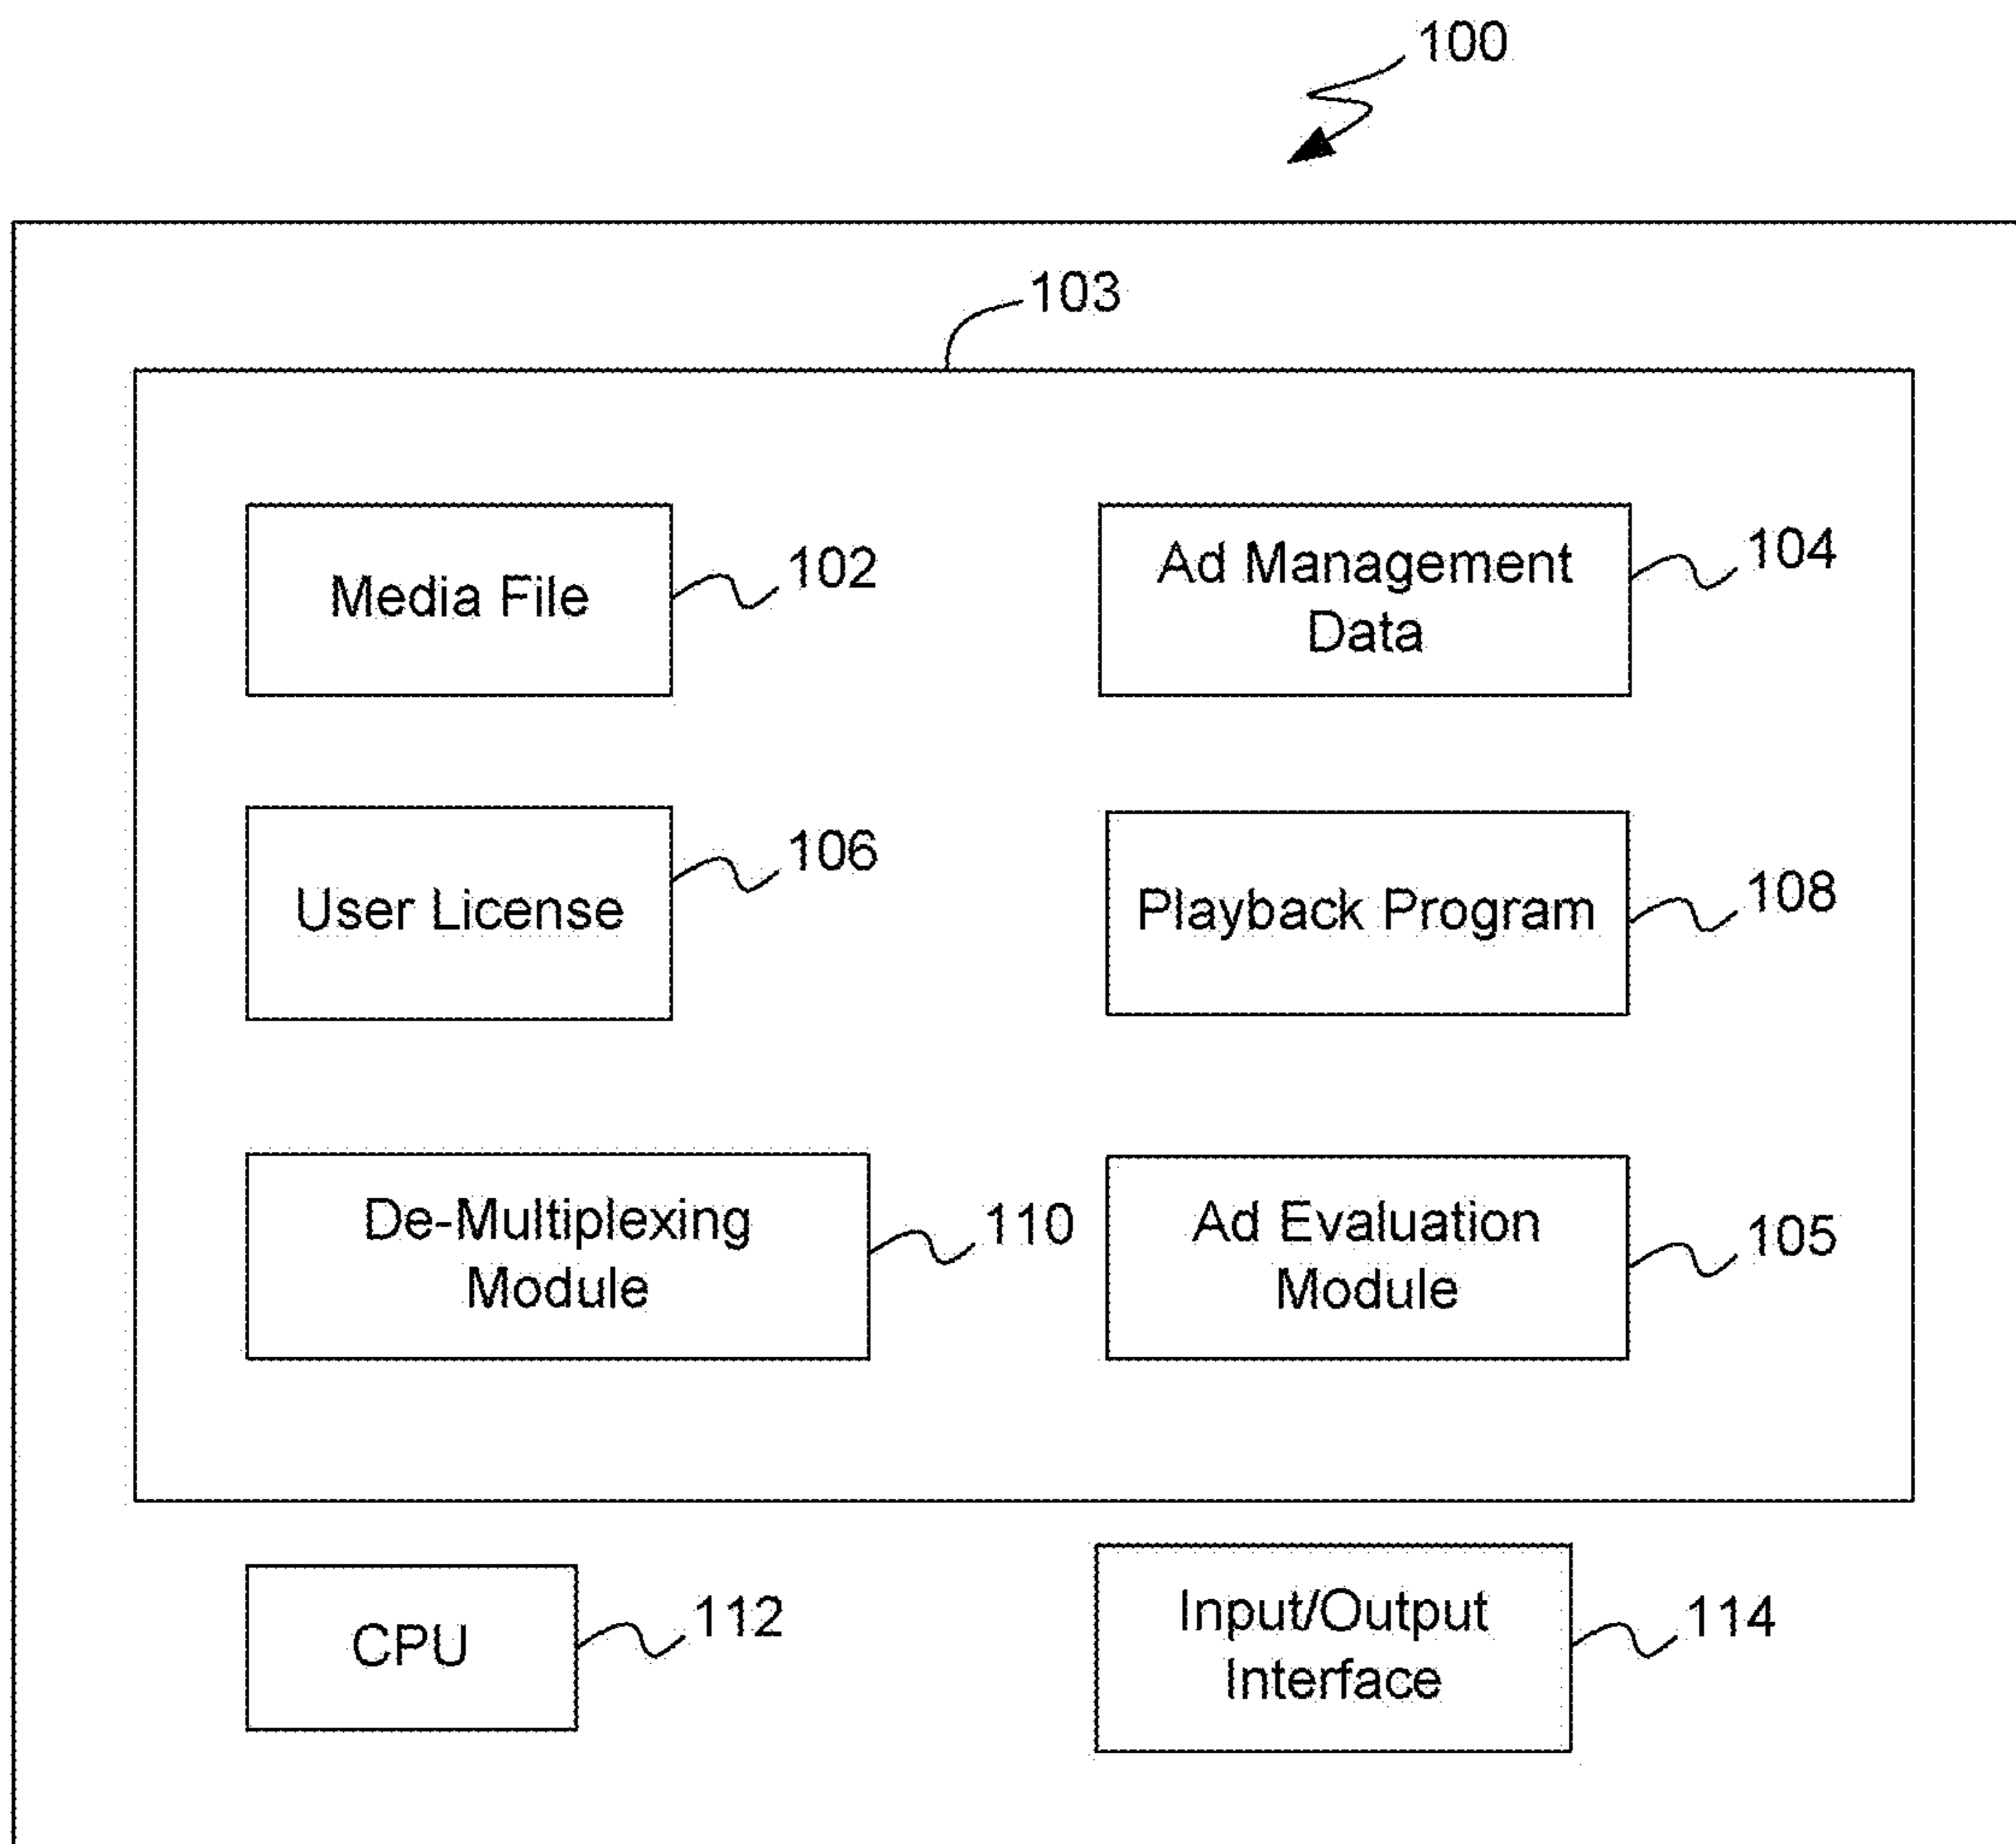 100
103
Media File
102
Ad Management
Data
104
User License
106
Playback Program
108
De-Multiplexing
Module
110
Ad Evaluation
Module
105
CPU
112
Input/Output
Interface
114